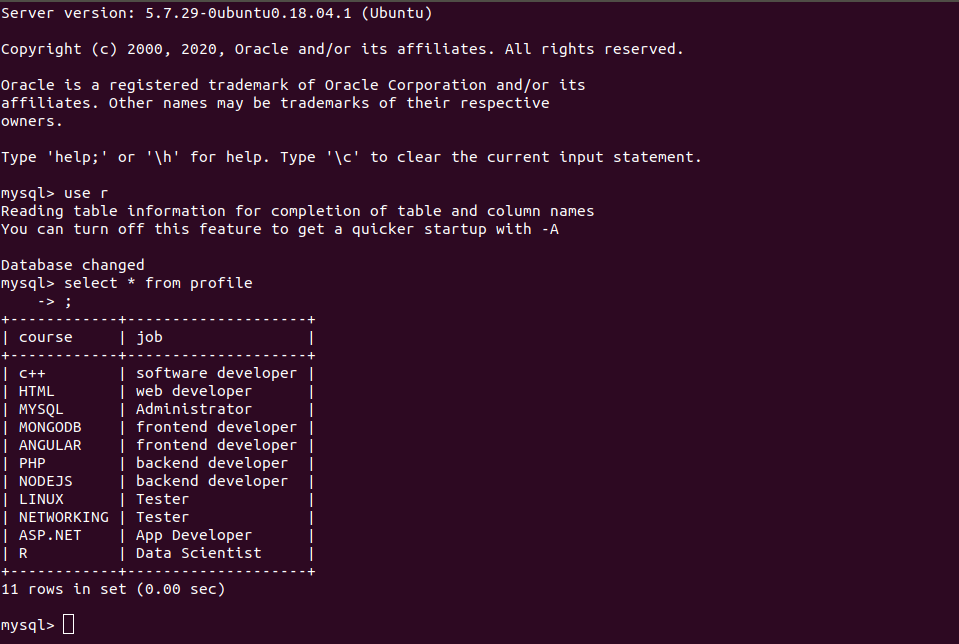 Server version: 5.7.29-0ubuntu0.18.04.1 (Ubuntu)
Copyright (c) 2000, 2020, Oracle and/or its affiliates. All rights reserved.
Oracle is a registered trademark of Oracle Corporation and/or its
affiliates. Other names may be trademarks of their respective
owners.
Type 'help;' or '\h' for help. Type '\c' to clear the current input statement.
mysql> use r
Reading table information for completion of table and column names
You can turn off this feature to get a quicker startup with -A
Database changed
mysql> select * from profile
    -> ;
+------------+--------------------+
| course     | job                |
+------------+--------------------+
| c++        | software developer |
| HTML       | web developer      |
| MYSQL      | Administrator      |
| MONGODB    | frontend developer |
| ANGULAR    | frontend developer |
| PHP        | backend developer  |
| NODEJS     | backend developer  |
| LINUX      | Tester             |
| NETWORKING | Tester             |
| ASP.NET    | App Developer      |
| R          | Data Scientist     |
+------------+--------------------+
11 rows in set (0.00 sec)
mysql>